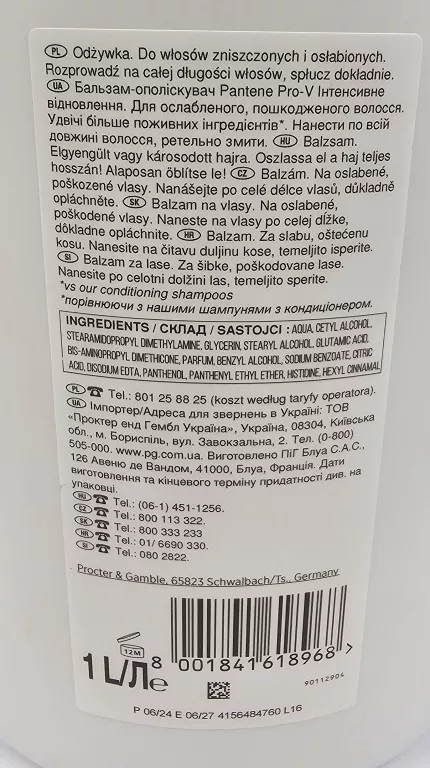 PL Odżywka. Do włosów zniszczonych i osłabionych.
Rozprowadź na całej długości włosów, spłucz dokładnie.
UA Бальзам-ополіскувач Pantene Pro-V Інтенсивне
відновлення. Для ослабленого, пошкодженого волосся.
Удвічі більше поживних інгредієнтів*. Нанести по всій
довжині волосся, ретельно змити. HU Balzsam.
Elgyengült vagy károsodott hajra. Oszlassa el a haj teljes
hosszán! Alaposan öblítse le! CZ Balzám. Na oslabené,
poškozené vlasy. Nanášejte po celé délce vlasů, důkladně
opláchněte. SK Balzam na vlasy. Na oslabené,
poškodené vlasy. Naneste na vlasy po celej dĺžke,
dôkladne opláchnite. HR Balzam. Za slabu, oštećenu
kosu. Nanesite na čitavu duljinu kose, temeljito isperite.
SI Balzam za lase. Za šibke, poškodovane lase.
Nanesite po celotni dolžini las, temeljito sperite.
*vs our conditioning shampoos
*порівнюючи з нашими шампунями з кондиціонером.
INGREDIENTS / СКЛАД / SASTOJCI : AQUA, CETYL ALCOHOL,
STEARAMIDOPROPYL DIMETHYLAMINE, GLYCERIN, STEARYL ALCOHOL, GLUTAMIC ACID,
BIS-AMINOPROPYL DIMETHICONE, PARFUM, BENZYL ALCOHOL, SODIUM BENZOATE, CITRIC
ACID, DISODIUM EDTA, PANTHENOL, PANTHENYL ETHYL ETHER, HISTIDINE, HEXYL CINNAMAL
PL ☎ Tel.: 801 25 88 25 (koszt według taryfy operatora).
UA Імпортер/Адреса для звернень в Україні: ТОВ
«Проктер енд Гембл Україна», Україна, 08304, Київська
обл., м. Бориспіль, вул. Завокзальна, 2. Тел. (0-800)
505-000. www.pg.com.ua. Виготовлено ПіГ Блуа С.А.С.,
126 Авеню де Вандом, 41000, Блуа, Франція. Дати
виготовлення та кінцевого терміну придатності див. на
упаковці.
HU ☎ Tel.: (06-1) 451-1256.
CZ ☎ Tel.: 800 113 322.
SK ☎ Tel.: 800 333 233
HR ☎ Tel.: 01/ 6690 330.
SI ☎ Tel.: 080 2822.
Procter & Gamble, 65823 Schwalbach/Ts., Germany
12M
1 L/Л e
8 001841 618968 >
90112904
P 06/24 E 06/27 4156484760 L16